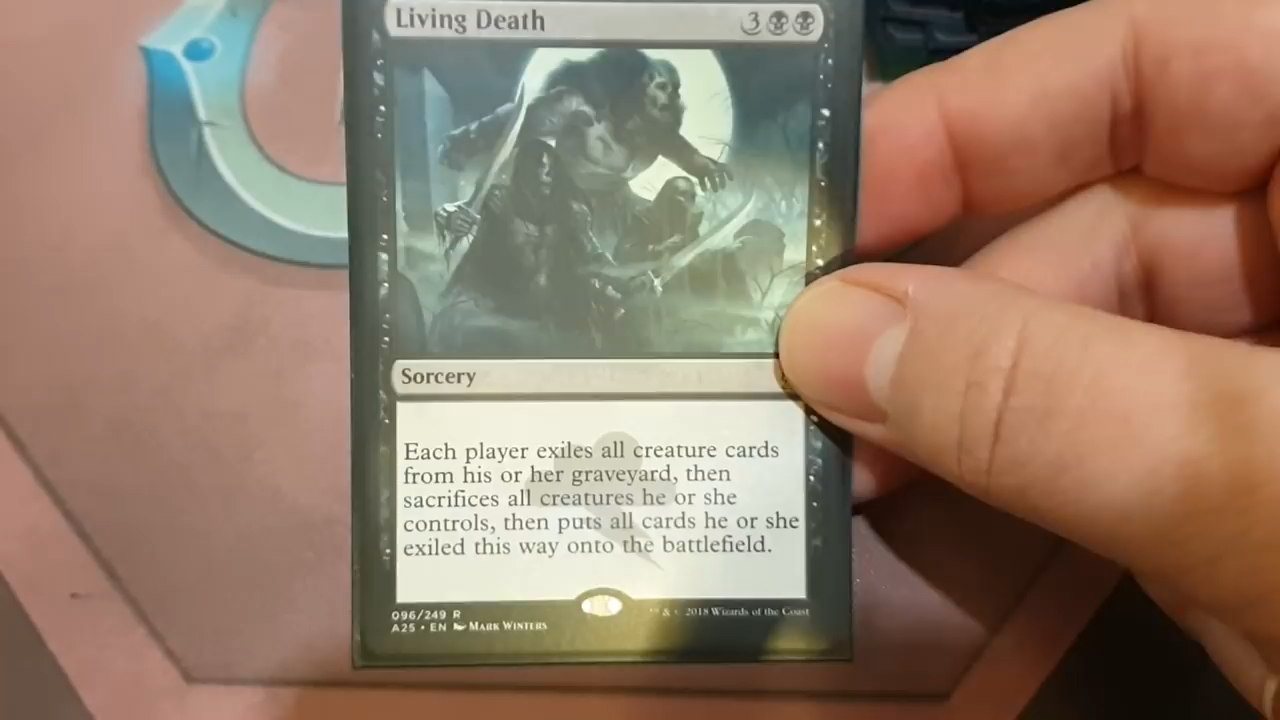 Living Death 3
Sorcery
Each player exiles all creature cards
from his or her graveyard, then
sacrifices all creatures he or she
controls, then puts all cards he or she
exiled this way onto the battlefield.
096/249 R
A25 • EN MARK WINTERS
& 2018 Wizards of the Coast